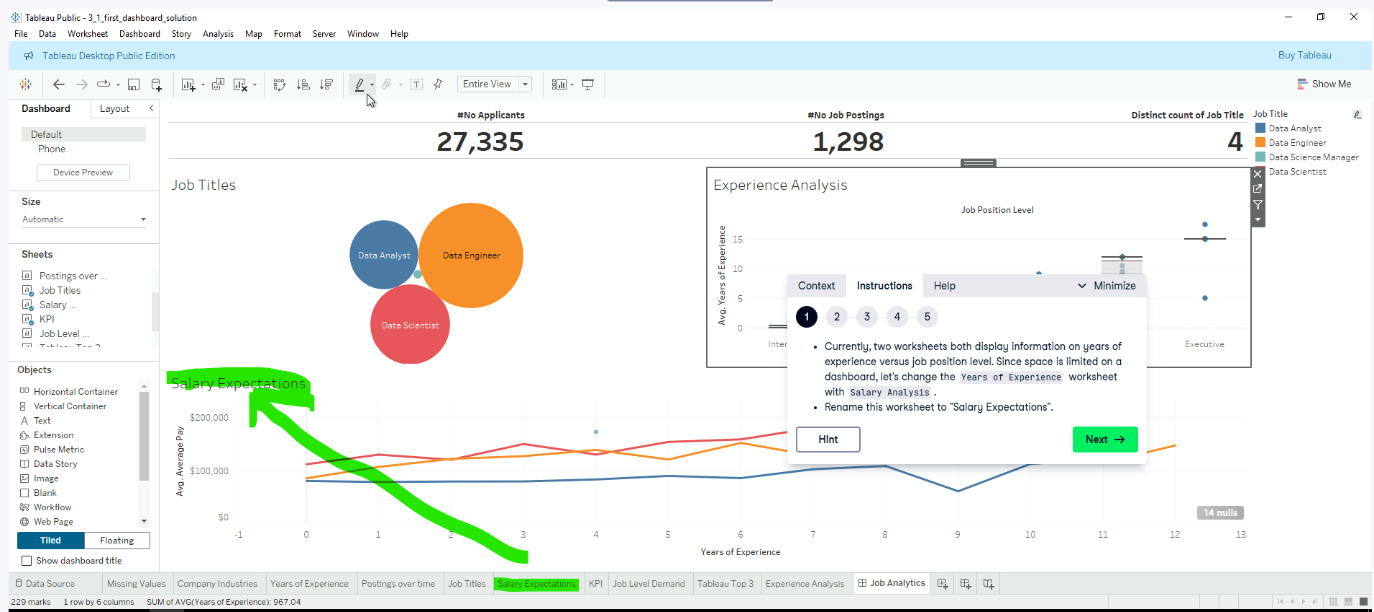 Tableau Public - 3_1_first_dashboard_solution
File Data Worksheet Dashboard Story Analysis Map Format Server Window Help
Tableau Desktop Public Edition Buy Tableau
Entire View Show Me
Dashboard Layout
Default
Phone
Device Preview
Size
Automatic
Sheets
Postings over ...
Job Titles
Salary ...
KPI
Job Level ...
Objects
Horizontal Container
Vertical Container
Text
Extension
Pulse Metric
Data Story
Image
Blank
Workflow
Web Page
Tiled Floating
Show dashboard title
#No Applicants #No Job Postings Distinct count of Job Title
27,335 1,298 4
Job Title
Data Analyst
Data Engineer
Data Science Manager
Data Scientist
Job Titles
Data Analyst
Data Engineer
Data Scientist
Experience Analysis
Job Position Level
Avg. Years of Experience
15
10
5
0
Executive
Context Instructions Help Minimize
1 2 3 4 5
• Currently, two worksheets both display information on years of
experience versus job position level. Since space is limited on a
dashboard, let's change the Years of Experience worksheet
with Salary Analysis .
• Rename this worksheet to "Salary Expectations".
Hint Next →
Salary Expectations
Avg. Average Pay
$200,000
$100,000
$0
14 nulls
-1 0 1 2 3 4 5 6 7 8 9 10 11 12 13
Years of Experience
Data Source Missing Values Company Industries Years of Experience Postings over time Job Titles Salary Expectations KPI Job Level Demand Tableau Top 3 Experience Analysis Job Analytics
229 marks 1 row by 6 columns SUM of AVG(Years of Experience): 967.04